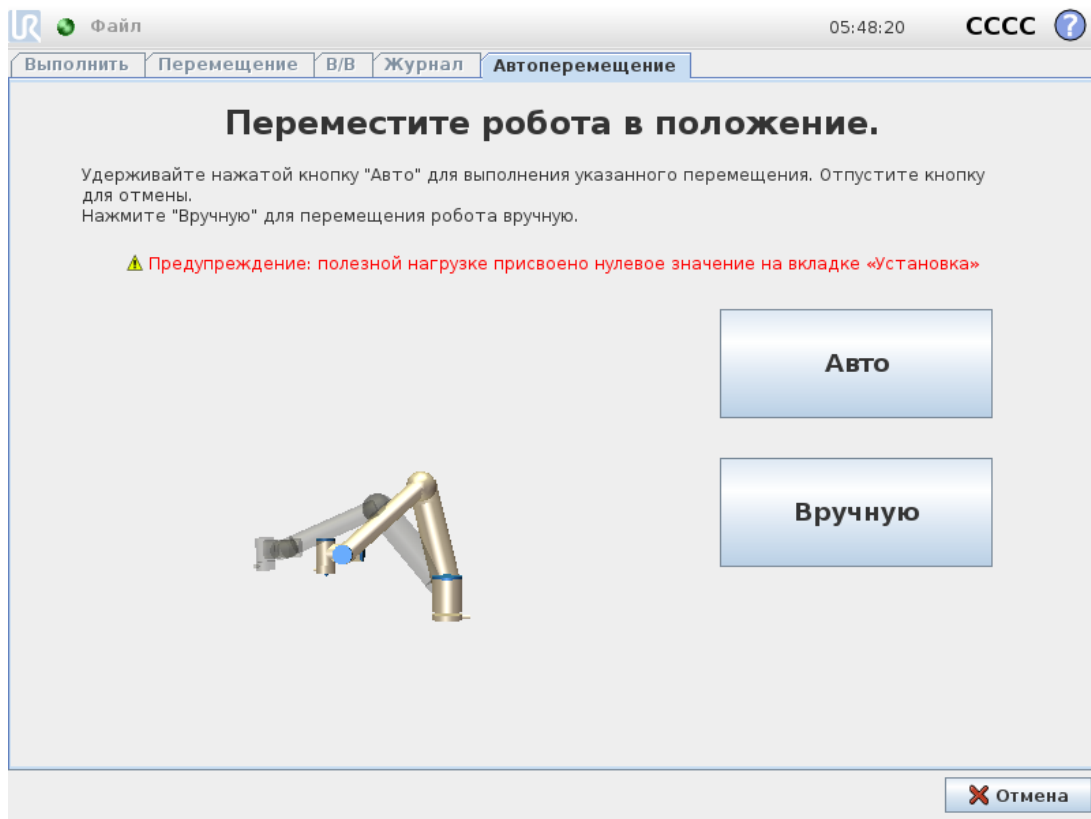 UR Файл 05:48:20 CCCC ?
Выполнить Перемещение В/В Журнал Автоперемещение
Переместите робота в положение.
Удерживайте нажатой кнопку "Авто" для выполнения указанного перемещения. Отпустите кнопку
для отмены.
Нажмите "Вручную" для перемещения робота вручную.
Предупреждение: полезной нагрузке присвоено нулевое значение на вкладке «Установка»
Авто
Вручную
Отмена